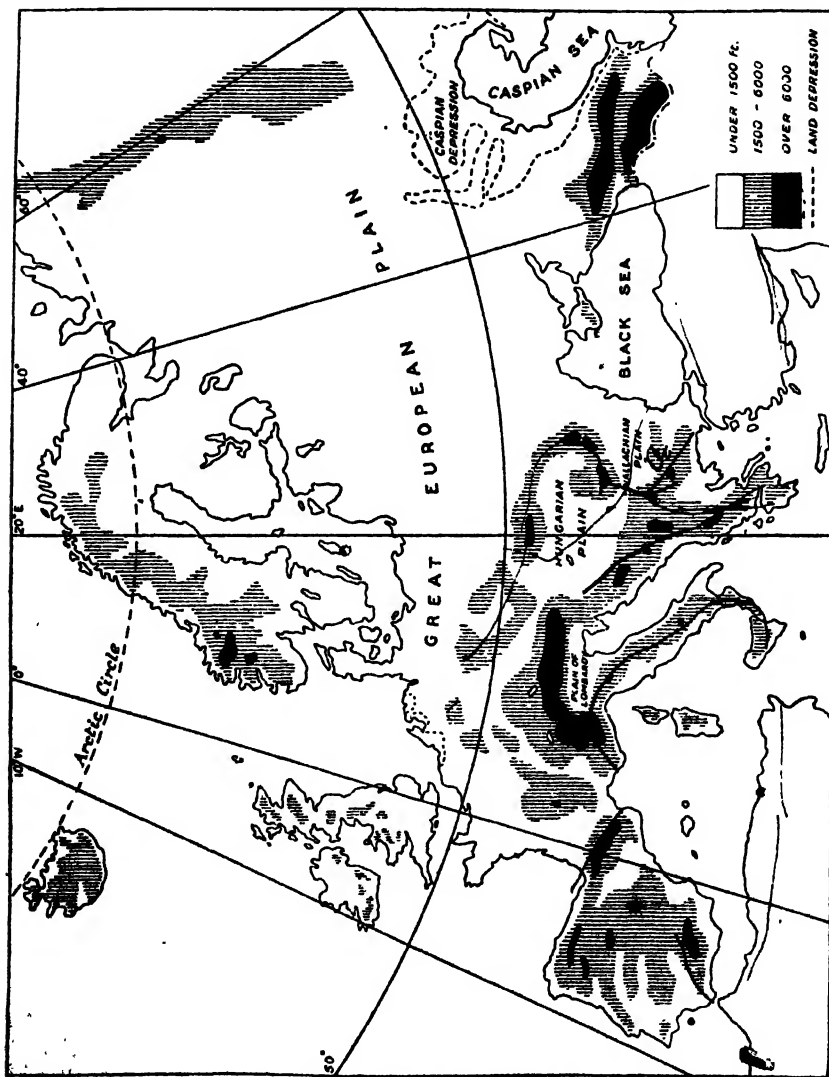 60°
40°
20°E
0°
10°W
50°
Arctic Circle
GREAT EUROPEAN PLAIN
CASPIAN
DEPRESSION
CASPIAN SEA
BLACK SEA
HUNGARIAN
PLAIN
WALLACHIAN
PLAIN
PLAIN OF
LOMBARDY
UNDER 1500 Ft.
1500 - 6000
OVER 6000
LAND DEPRESSION